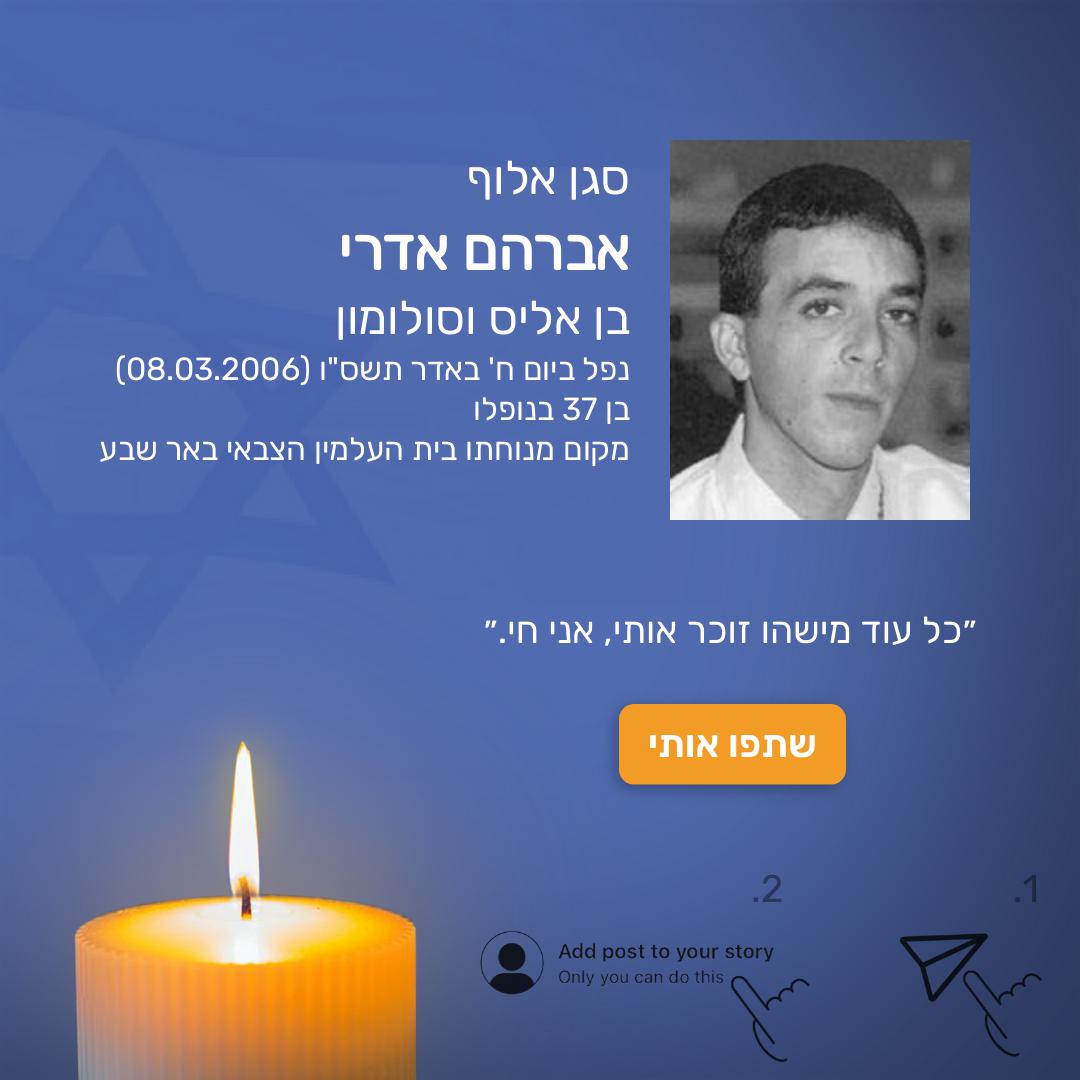 סגן אלוף
אברהם אדרי
בן אליס וסולומון
נפל ביום ח' באדר תשס"ו (08.03.2006)
בן 37 בנופלו
מקום מנוחתו בית העלמין הצבאי באר שבע
״כל עוד מישהו זוכר אותי, אני חי.״
שתפו אותי
.1
.2
Add post to your story
Only you can do this